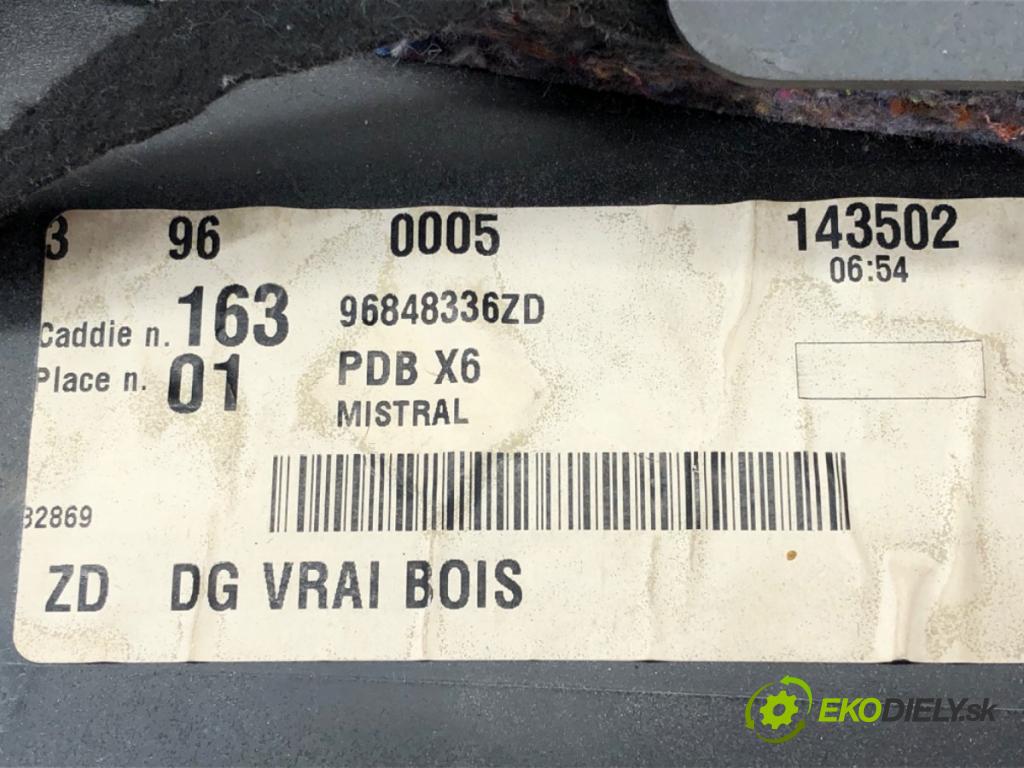 3 96 0005 143502
06:54
Caddie n. 163 96848336ZD
Place n. 01 PDB X6
MISTRAL
32869
ZD DG VRAI BOIS
EKODIELY.sk